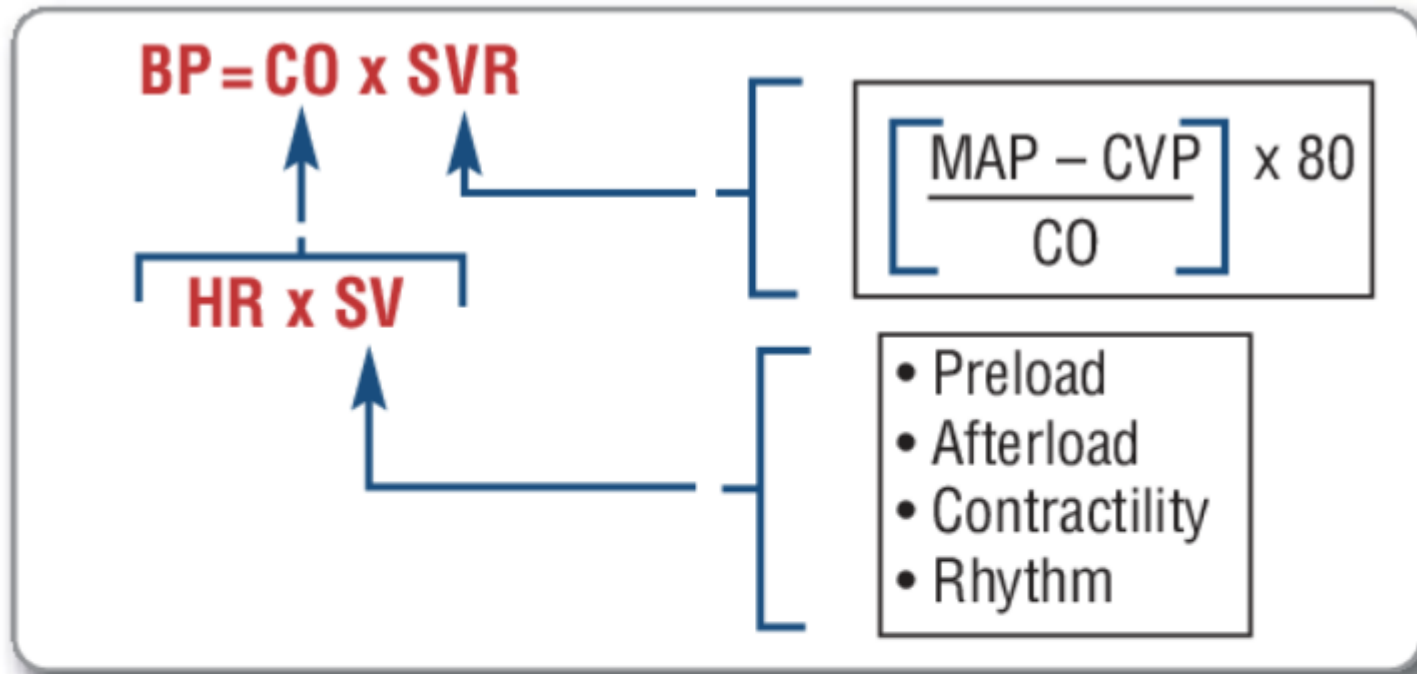 BP = CO x SVR
MAP – CVP
CO
x 80
HR x SV
• Preload
• Afterload
• Contractility
• Rhythm